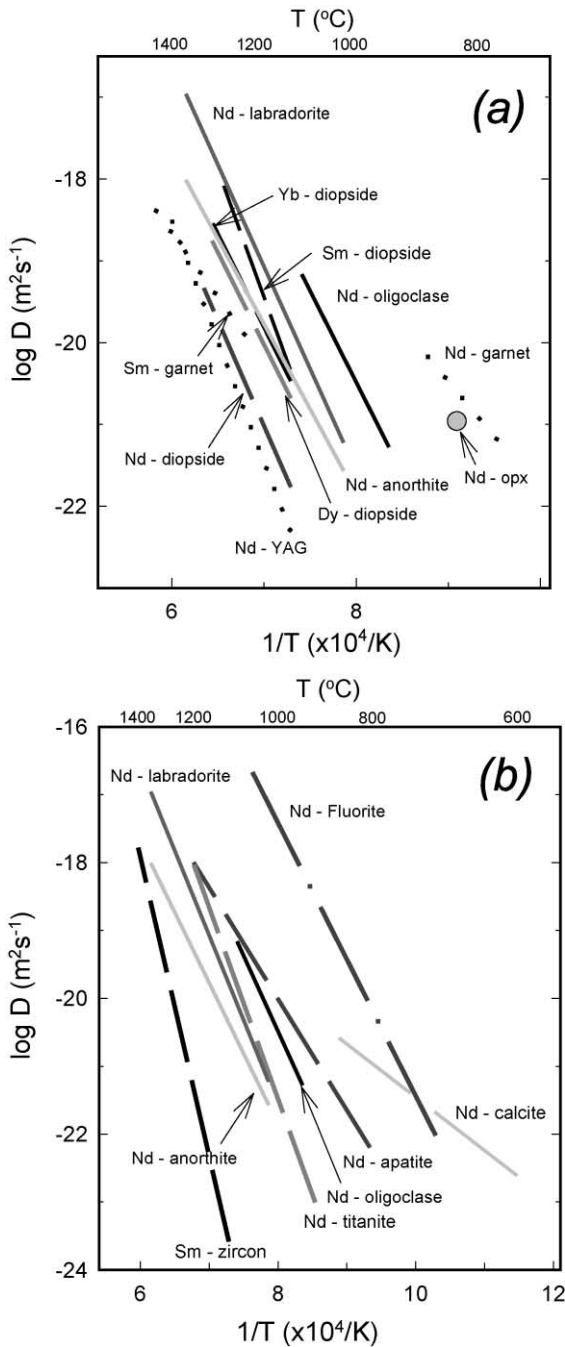 T (ºC)
1400 1200 1000 800
(a)
Nd - labradorite
-18
Yb - diopside
Sm - diopside
Nd - oligoclase
log D (m²s⁻¹)
-20
Nd - garnet
Sm - garnet
Nd - diopside
Nd - opx
Nd - anorthite
-22
Dy - diopside
Nd - YAG
6 8
1/T (x10⁴/K)
T (ºC)
1400 1200 1000 800 600
-16
(b)
Nd - labradorite
Nd - Fluorite
-18
log D (m²s⁻¹)
-20
Nd - calcite
-22
Nd - anorthite
Nd - apatite
Nd - oligoclase
Nd - titanite
Sm - zircon
-24
6 8 10 12
1/T (x10⁴/K)